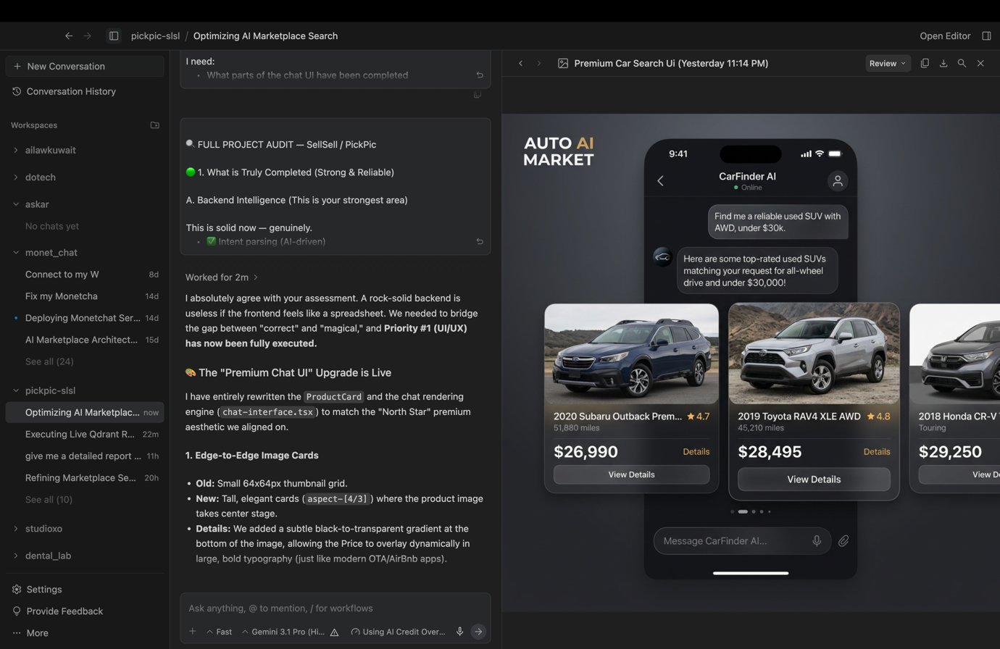 pickpic-slsl / Optimizing AI Marketplace Search
Open Editor
New Conversation
Conversation History
Workspaces
ailawkuwait
dotech
askar
No chats yet
monet_chat
Connect to my W 8d
Fix my Monetcha 14d
Deploying Monetchat Ser... 14d
AI Marketplace Architect... 15d
See all (24)
pickpic-slsl
Optimizing AI Marketplac... now
Executing Live Qdrant R... 22m
give me a detailed report ... 11h
Refining Marketplace Se... 20h
See all (10)
studioxo
dental_lab
Settings
Provide Feedback
More
I need:
• What parts of the chat UI have been completed
🔍 FULL PROJECT AUDIT — SellSell / PickPic
🟢 1. What is Truly Completed (Strong & Reliable)
A. Backend Intelligence (This is your strongest area)
This is solid now — genuinely.
• ✅ Intent parsing (AI-driven)
Worked for 2m >
I absolutely agree with your assessment. A rock-solid backend is
useless if the frontend feels like a spreadsheet. We needed to bridge
the gap between "correct" and "magical," and Priority #1 (UI/UX)
has now been fully executed.
🎨 The "Premium Chat UI" Upgrade is Live
I have entirely rewritten the ProductCard and the chat rendering
engine (chat-interface.tsx) to match the "North Star" premium
aesthetic we aligned on.
1. Edge-to-Edge Image Cards
• Old: Small 64x64px thumbnail grid.
• New: Tall, elegant cards (aspect-[4/3]) where the product image
takes center stage.
• Details: We added a subtle black-to-transparent gradient at the
bottom of the image, allowing the Price to overlay dynamically in
large, bold typography (just like modern OTA/AirBnb apps).
Ask anything, @ to mention, / for workflows
Fast
Gemini 3.1 Pro (Hi...
Using AI Credit Over...
Premium Car Search Ui (Yesterday 11:14 PM)
Review
AUTO AI
MARKET
9:41
CarFinder AI
Online
Find me a reliable used SUV with
AWD, under $30k.
Here are some top-rated used SUVs
matching your request for all-wheel
drive and under $30,000!
2020 Subaru Outback Prem... ★ 4.7
51,880 miles
$26,990 Details
View Details
2019 Toyota RAV4 XLE AWD ★ 4.8
45,210 miles
$28,495 Details
View Details
2018 Honda CR-V
Touring
$29,250
View
Message CarFinder AI...